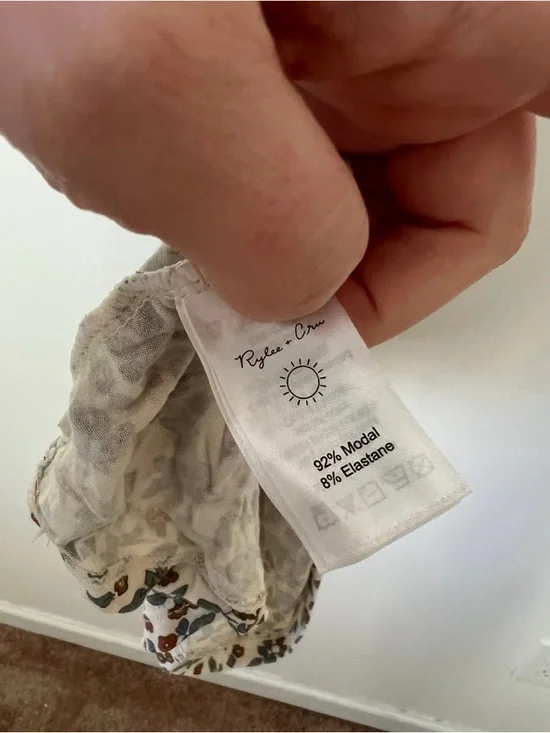 Rylee + Cru
92% Modal
8% Elastane